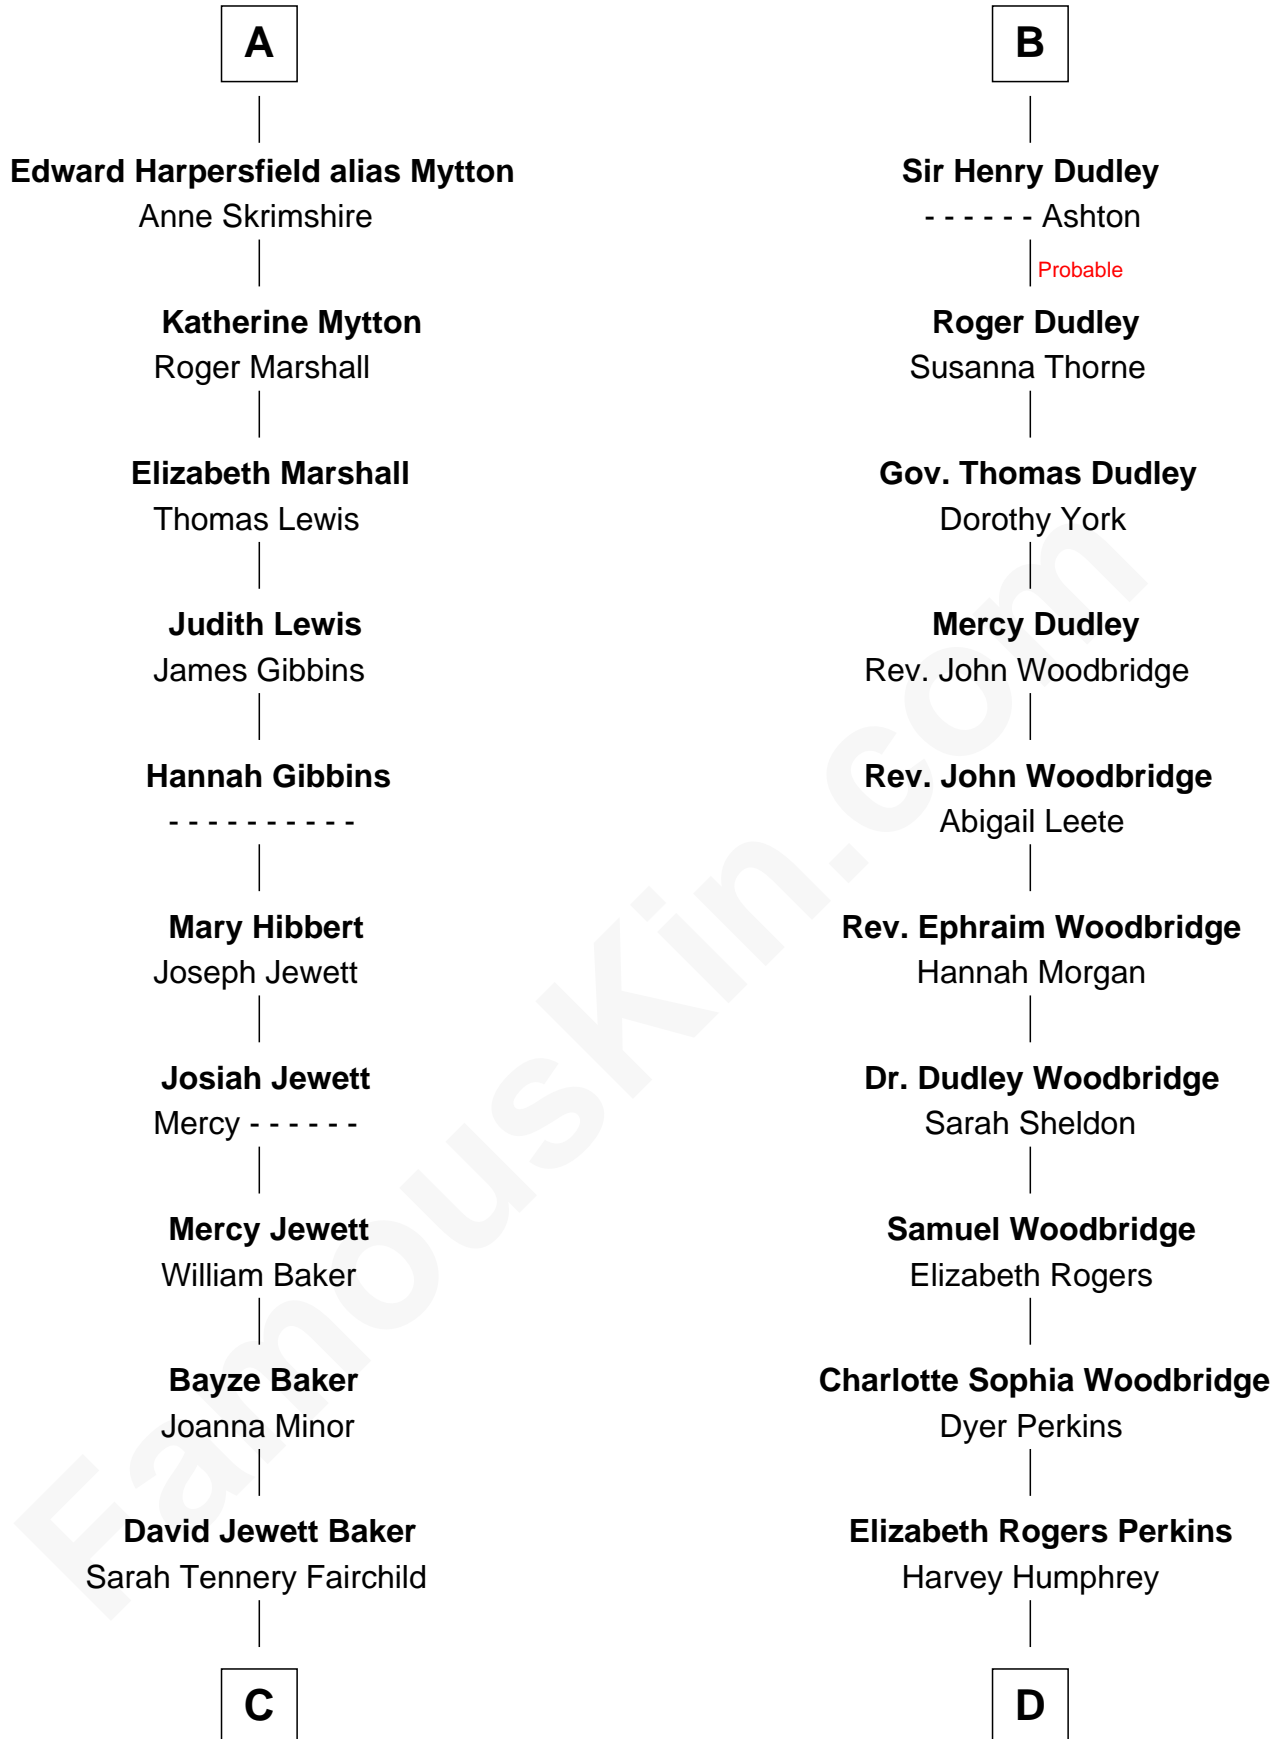 A
Edward Harpersfield alias Mytton
Anne Skrimshire
Katherine Mytton
Roger Marshall
Elizabeth Marshall
Thomas Lewis
Judith Lewis
James Gibbins
Hannah Gibbins
- - - - - - - - - -
Mary Hibbert
Joseph Jewett
Josiah Jewett
Mercy - - - - - -
Mercy Jewett
William Baker
Bayze Baker
Joanna Minor
David Jewett Baker
Sarah Tennery Fairchild
C
B
Sir Henry Dudley
- - - - - - Ashton
Probable
Roger Dudley
Susanna Thorne
Gov. Thomas Dudley
Dorothy York
Mercy Dudley
Rev. John Woodbridge
Rev. John Woodbridge
Abigail Leete
Rev. Ephraim Woodbridge
Hannah Morgan
Dr. Dudley Woodbridge
Sarah Sheldon
Samuel Woodbridge
Elizabeth Rogers
Charlotte Sophia Woodbridge
Dyer Perkins
Elizabeth Rogers Perkins
Harvey Humphrey
D
FamousKin.com